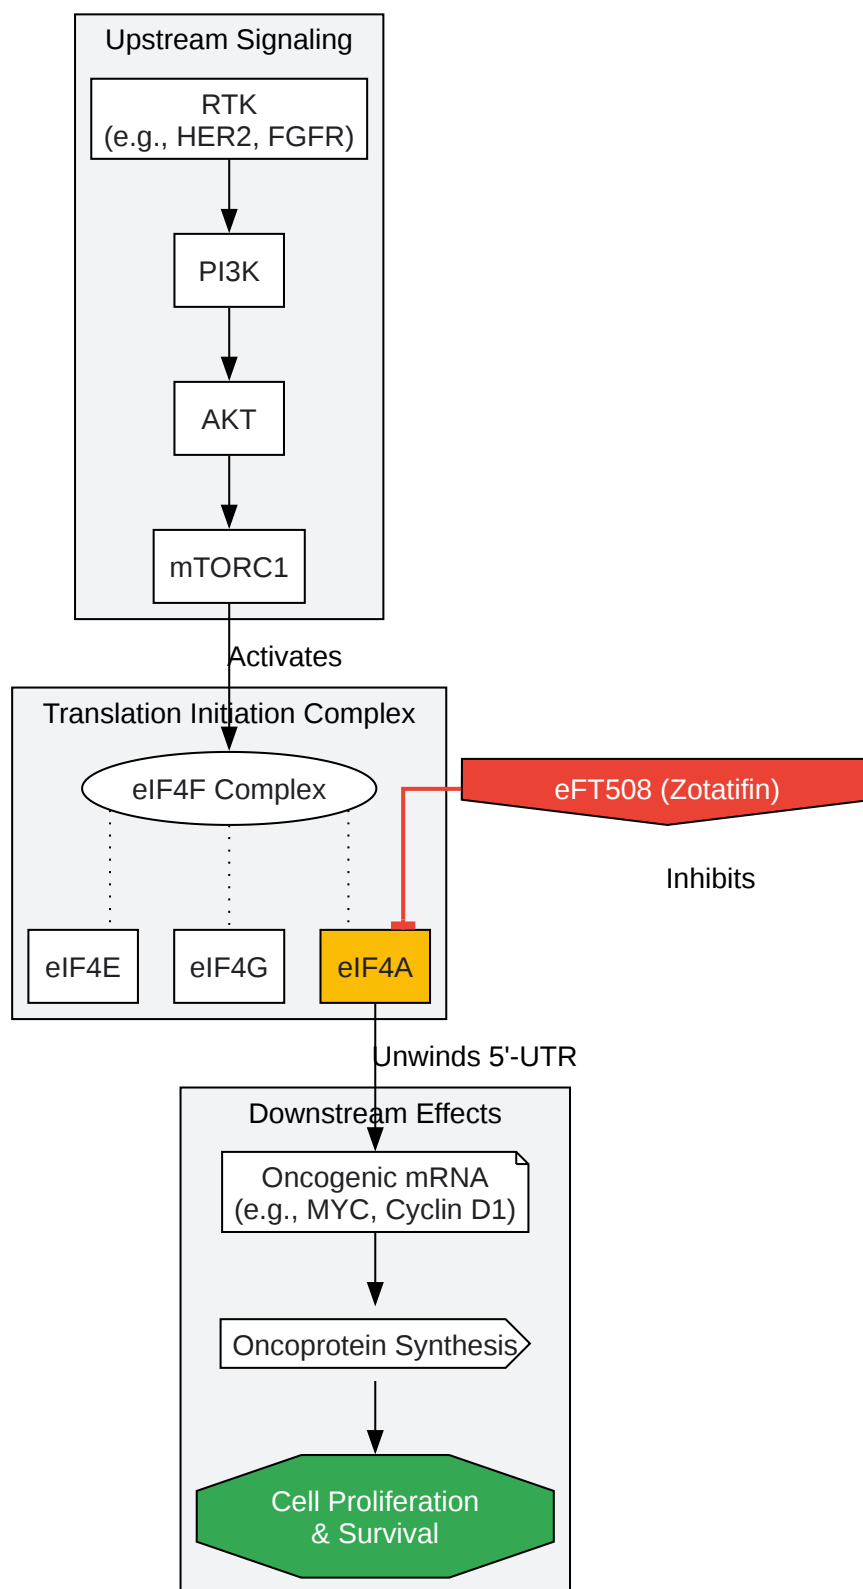 Upstream Signaling
RTK
(e.g., HER2, FGFR)
PI3K
AKT
mTORC1
Activates
Translation Initiation Complex
eIF4F Complex
eFT508 (Zotatifin)
Inhibits
eIF4E
eIF4G
eIF4A
Unwinds 5'-UTR
Downstream Effects
Oncogenic mRNA
(e.g., MYC, Cyclin D1)
Oncoprotein Synthesis
Cell Proliferation
& Survival